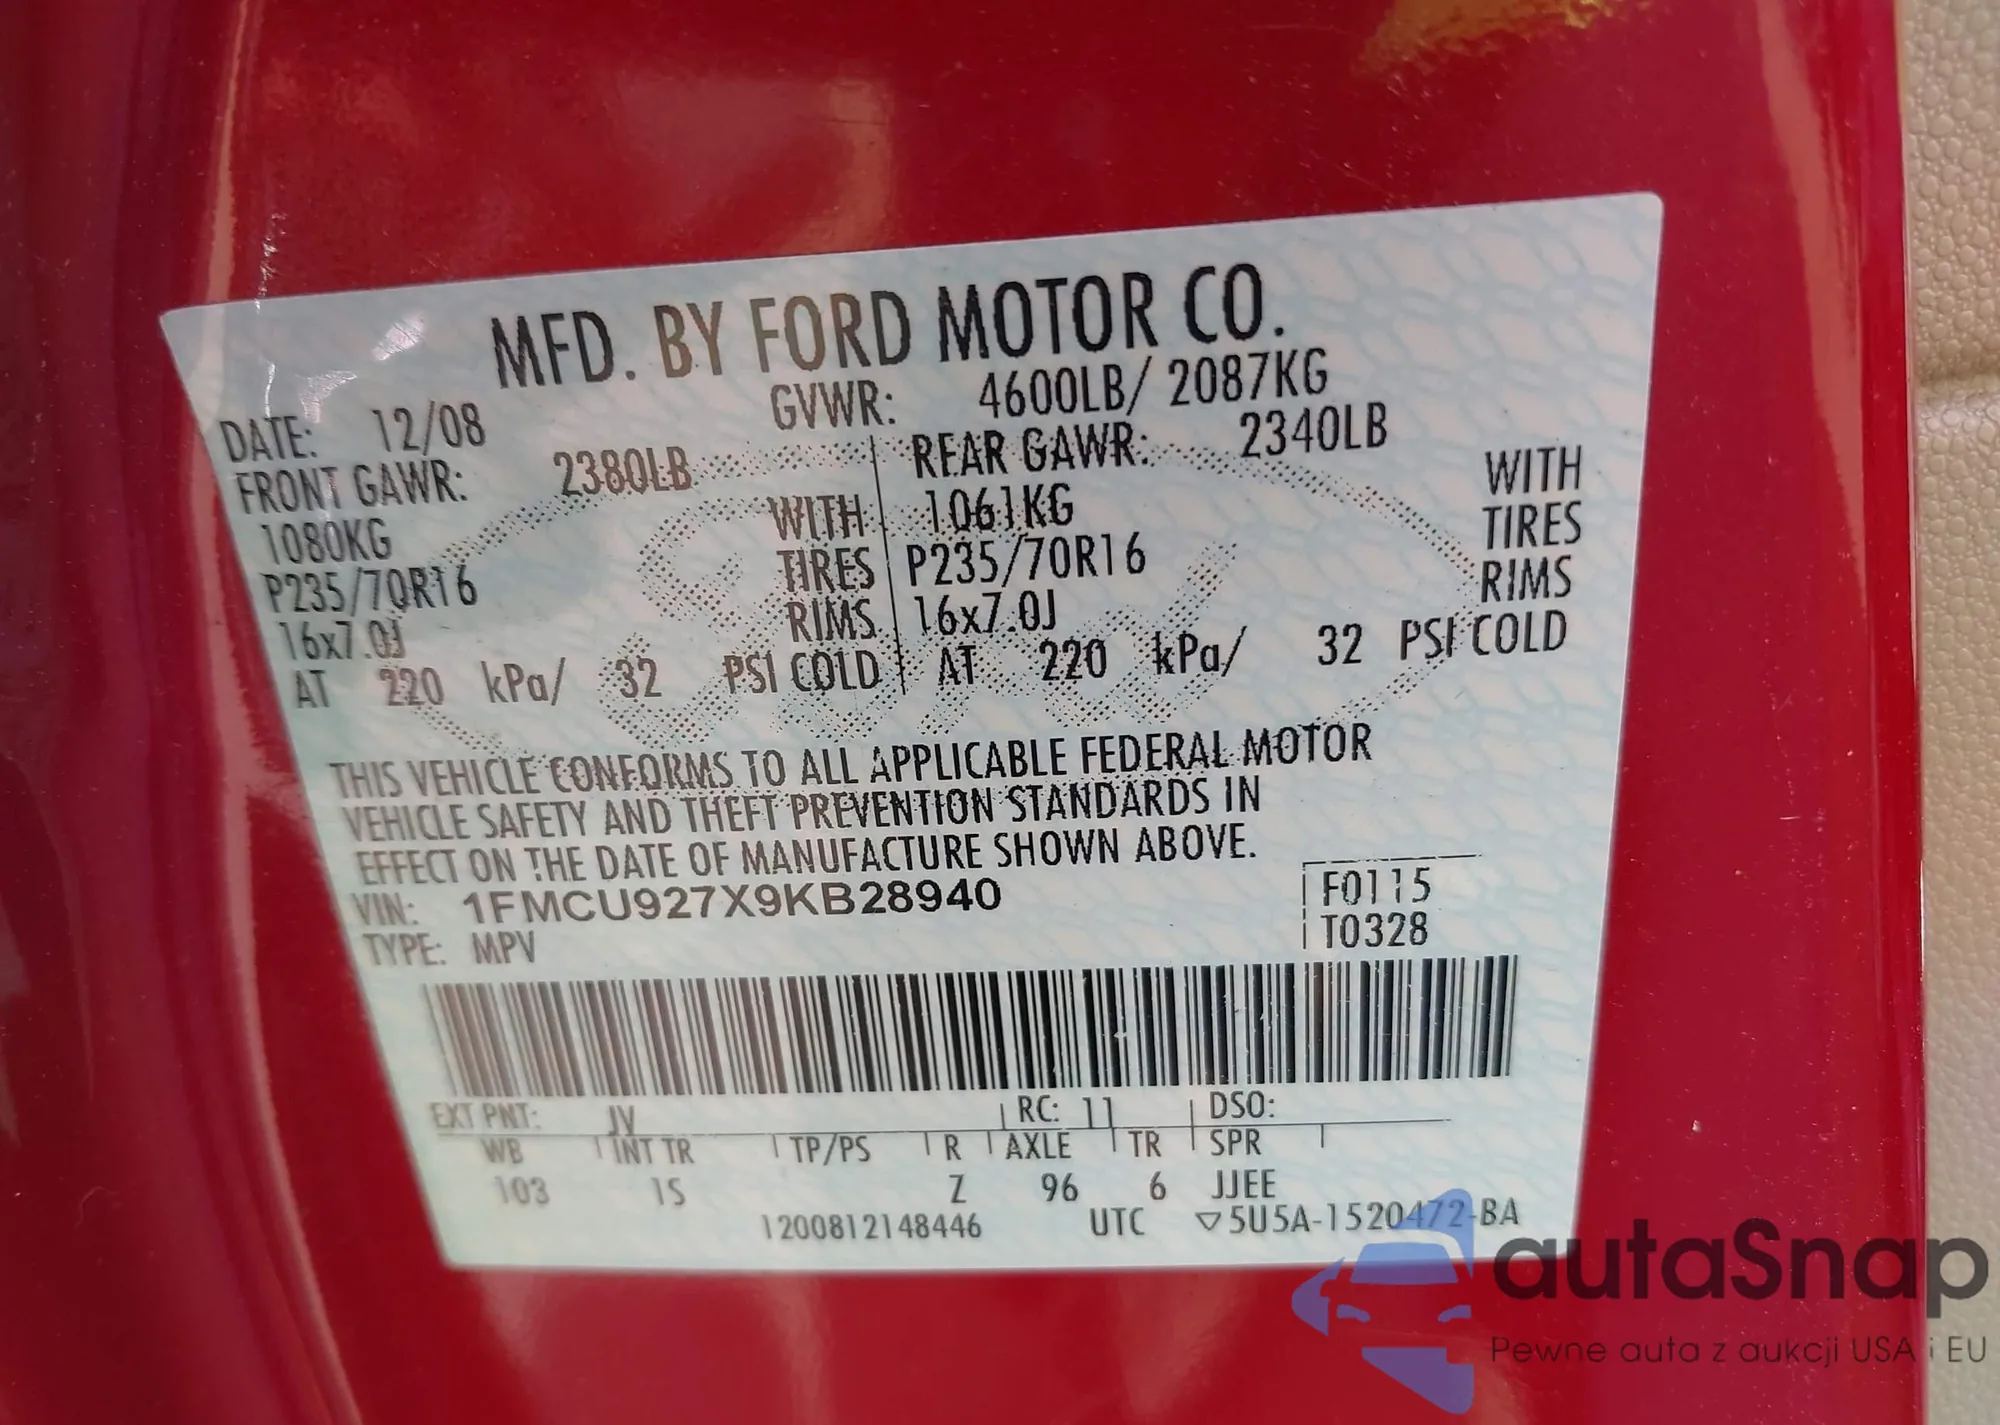 MFD. BY FORD MOTOR CO.
DATE: 12/08 GVWR: 4600LB/ 2087KG
FRONT GAWR: 2380LB REAR GAWR: 2340LB
1080KG WITH 1061KG WITH
P235/70R16 TIRES P235/70R16 TIRES
16x7.0J RIMS 16x7.0J RIMS
AT 220 kPa/ 32 PSI COLD AT 220 kPa/ 32 PSI COLD
THIS VEHICLE CONFORMS TO ALL APPLICABLE FEDERAL MOTOR
VEHICLE SAFETY AND THEFT PREVENTION STANDARDS IN
EFFECT ON THE DATE OF MANUFACTURE SHOWN ABOVE.
VIN: 1FMCU927X9KB28940 F0115
TYPE: MPV T0328
EXT PNT: JV RC: 11 DSO:
WB INT TR TP/PS R AXLE TR SPR
103 1S Z 96 6 JJEE
1200812148446 UTC ▽5U5A-1520472-BA
autaSnap
Pewne auta z aukcji USA i EU